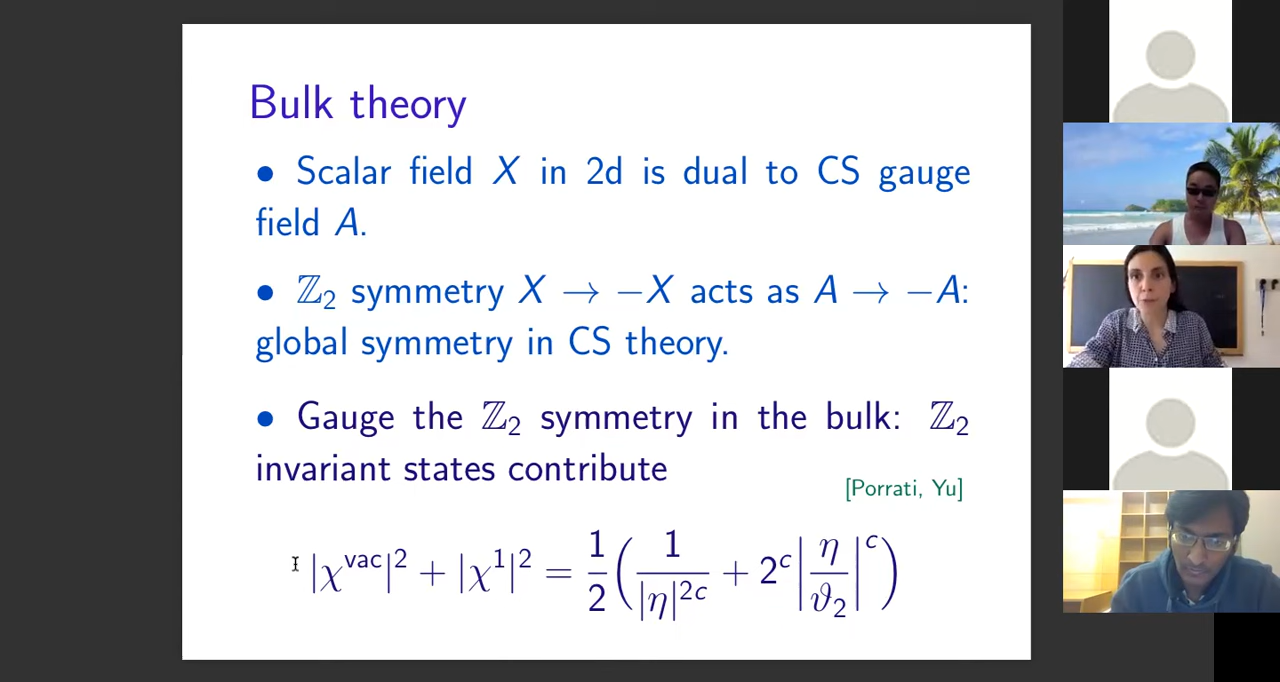 Bulk theory
• Scalar field X in 2d is dual to CS gauge
field A.
• ℤ₂ symmetry X → −X acts as A → −A:
global symmetry in CS theory.
• Gauge the ℤ₂ symmetry in the bulk: ℤ₂
invariant states contribute
[Porrati, Yu]
|χ^vac|² + |χ¹|² = 1/2 ( 1/|η|^{2c} + 2^c |η/ϑ₂|^c )